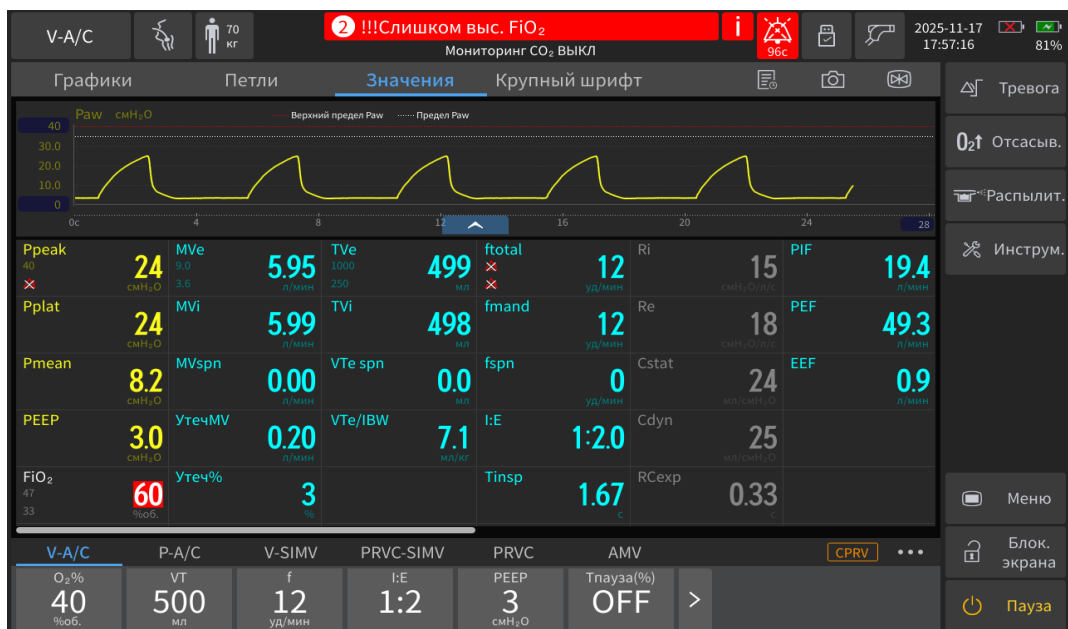 V-A/C
70
кг
2 !!!Слишком выс. FiO₂
Мониторинг CO₂ ВЫКЛ
i
96с
2025-11-17
17:57:16
81%
Графики Петли Значения Крупный шрифт
Тревога
O₂↑ Отсасыв.
Распылит.
Инструм.
Меню
Блок.
экрана
Пауза
Paw смH₂O
Верхний предел Paw Предел Paw
40
30.0
20.0
10.0
0
0с 4 8 12 16 20 24 28
Ppeak 40 24 смH₂O
MVe 9.0 3.6 5.95 л/мин
TVe 1000 250 499 мл
ftotal 12 уд/мин
Ri 15 смH₂O/л/с
PIF 19.4 л/мин
Pplat 24 смH₂O
MVi 5.99 л/мин
TVi 498 мл
fmand 12 уд/мин
Re 18 смH₂O/л/с
PEF 49.3 л/мин
Pmean 8.2 смH₂O
MVspn 0.00 л/мин
VTe spn 0.0 мл
fspn 0 уд/мин
Cstat 24 мл/смH₂O
EEF 0.9 л/мин
PEEP 3.0 смH₂O
УтечMV 0.20 л/мин
VTe/IBW 7.1 мл/кг
I:E 1:2.0
Cdyn 25 мл/смH₂O
FiO₂ 47 33 60 %об.
Утеч% 3 %
Tinsp 1.67 с
RCexp 0.33 с
V-A/C P-A/C V-SIMV PRVC-SIMV PRVC AMV CPRV •••
O₂% 40 %об.
VT 500 мл
f 12 уд/мин
I:E 1:2
PEEP 3 смH₂O
Tпауза(%) OFF
>